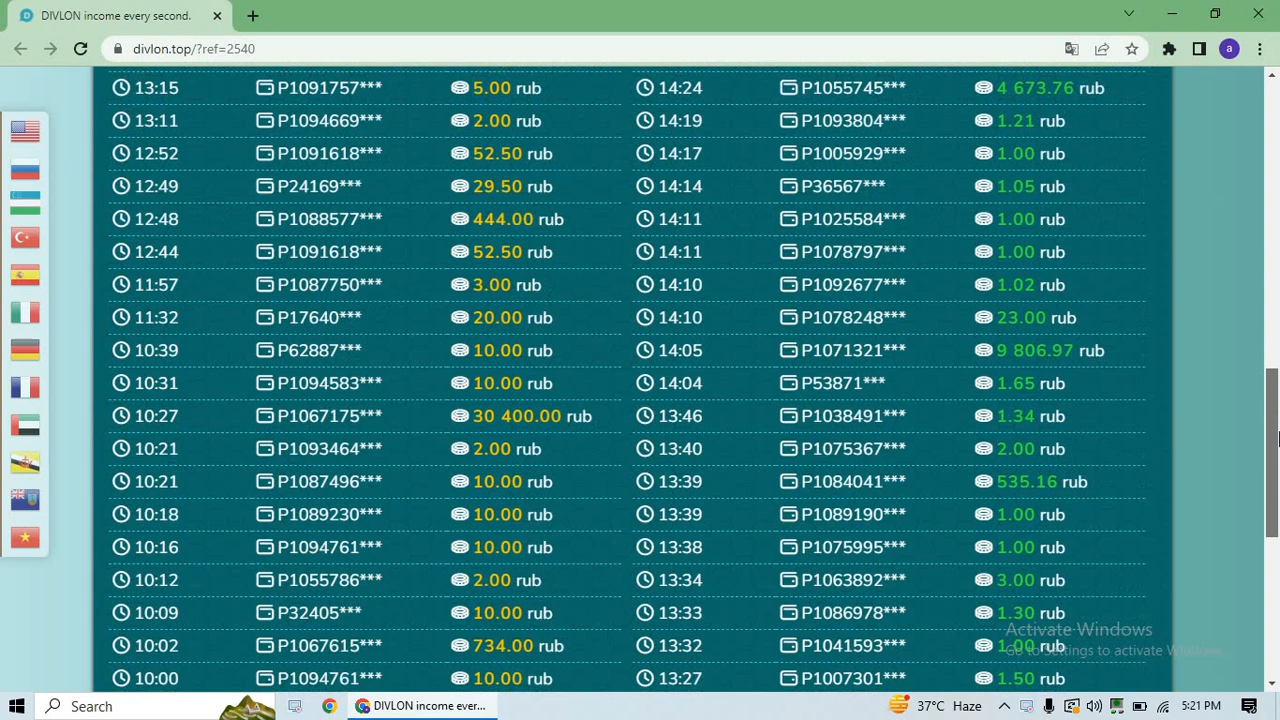 DIVLON income every second.
divlon.top/?ref=2540
a
13:15 P1091757*** 5.00 rub 14:24 P1055745*** 4 673.76 rub
13:11 P1094669*** 2.00 rub 14:19 P1093804*** 1.21 rub
12:52 P1091618*** 52.50 rub 14:17 P1005929*** 1.00 rub
12:49 P24169*** 29.50 rub 14:14 P36567*** 1.05 rub
12:48 P1088577*** 444.00 rub 14:11 P1025584*** 1.00 rub
12:44 P1091618*** 52.50 rub 14:11 P1078797*** 1.00 rub
11:57 P1087750*** 3.00 rub 14:10 P1092677*** 1.02 rub
11:32 P17640*** 20.00 rub 14:10 P1078248*** 23.00 rub
10:39 P62887*** 10.00 rub 14:05 P1071321*** 9 806.97 rub
10:31 P1094583*** 10.00 rub 14:04 P53871*** 1.65 rub
10:27 P1067175*** 30 400.00 rub 13:46 P1038491*** 1.34 rub
10:21 P1093464*** 2.00 rub 13:40 P1075367*** 2.00 rub
10:21 P1087496*** 10.00 rub 13:39 P1084041*** 535.16 rub
10:18 P1089230*** 10.00 rub 13:39 P1089190*** 1.00 rub
10:16 P1094761*** 10.00 rub 13:38 P1075995*** 1.00 rub
10:12 P1055786*** 2.00 rub 13:34 P1063892*** 3.00 rub
10:09 P32405*** 10.00 rub 13:33 P1086978*** 1.30 rub
Activate Windows
10:02 P1067615*** 734.00 rub 13:32 P1041593*** 1.00 rub
Go to Settings to activate Windows.
10:00 P1094761*** 10.00 rub 13:27 P1007301*** 1.50 rub
Search DIVLON income ever... 37°C Haze 5:21 PM